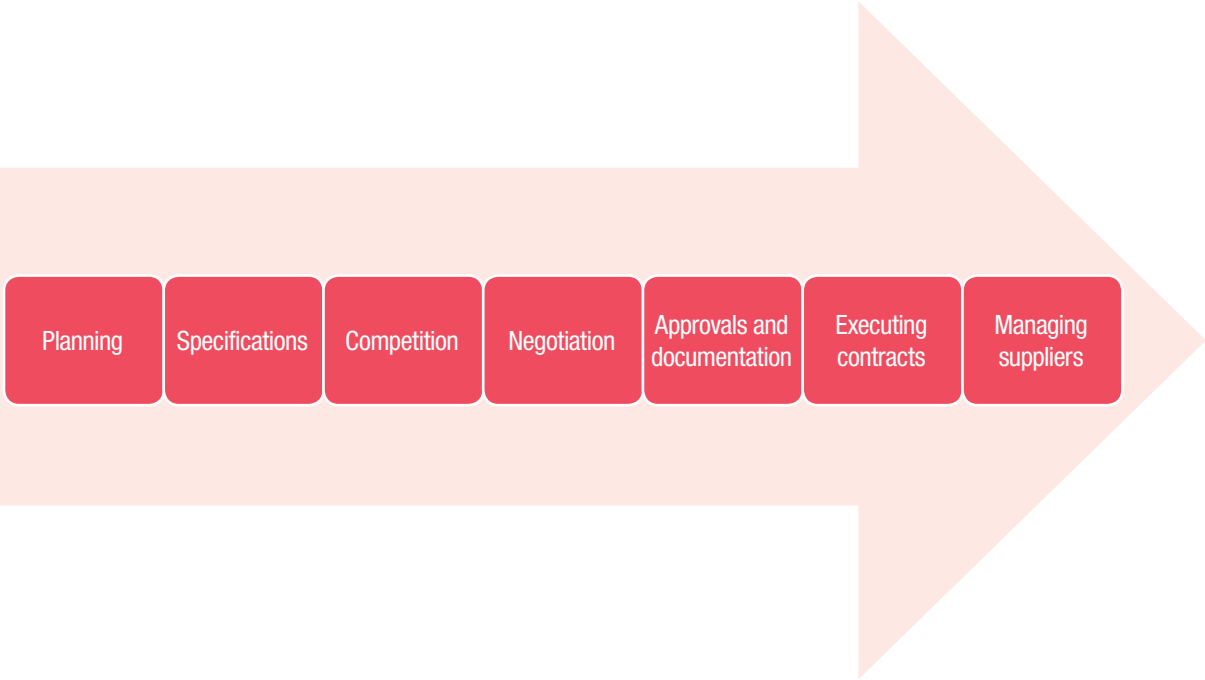 Planning
Specifications
Competition
Negotiation
Approvals and
documentation
Executing
contracts
Managing
suppliers